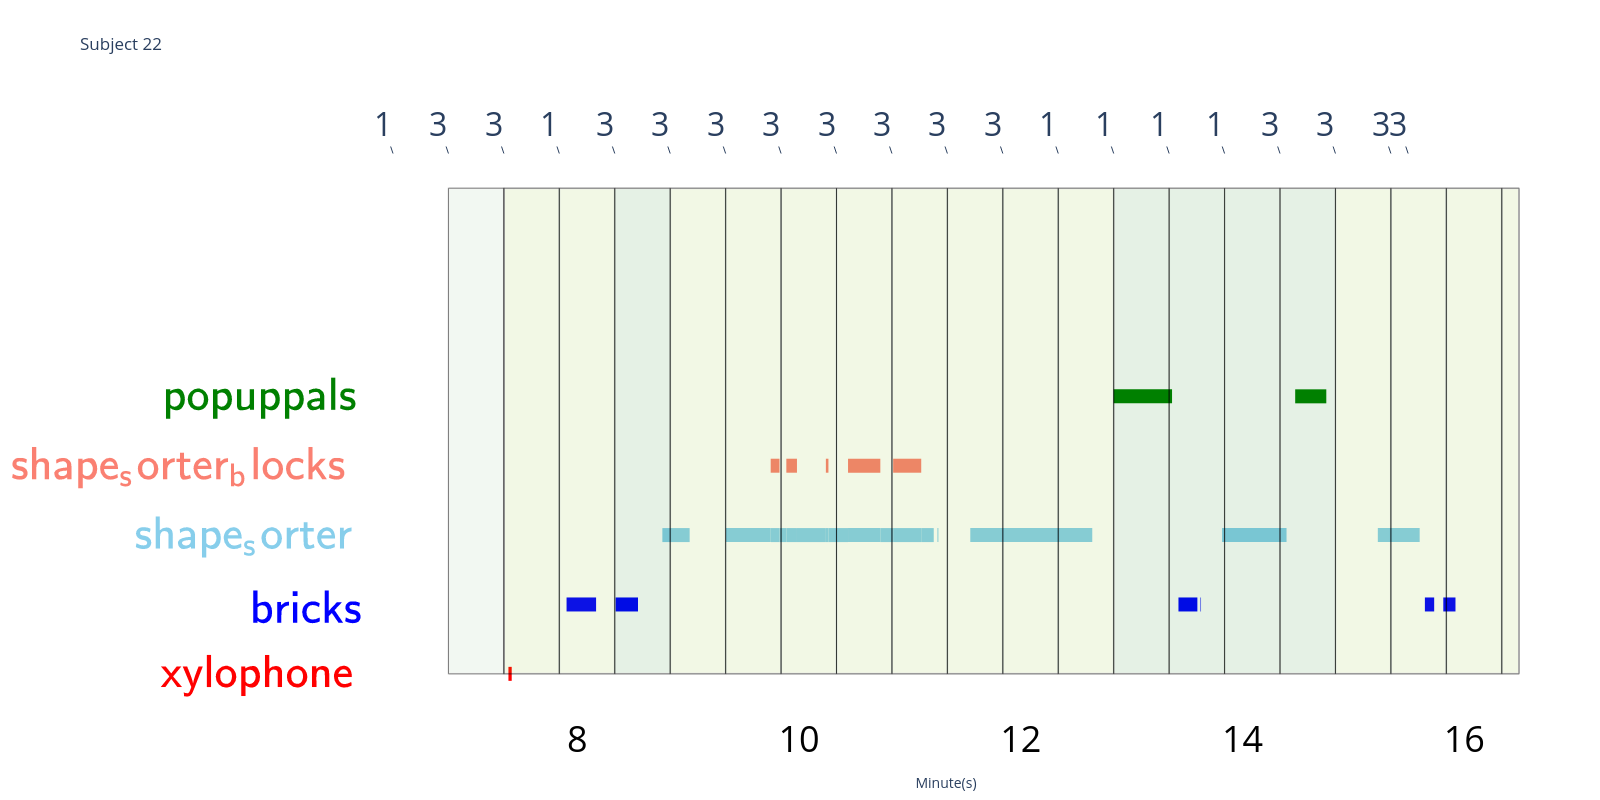 Subject 22
1 3 3 1 3 3 3 3 3 3 3 3 1 1 1 1 3 3 33
popuppals
shapesorterblocks
shapesorter
bricks
xylophone
8 10 12 14 16
Minute(s)